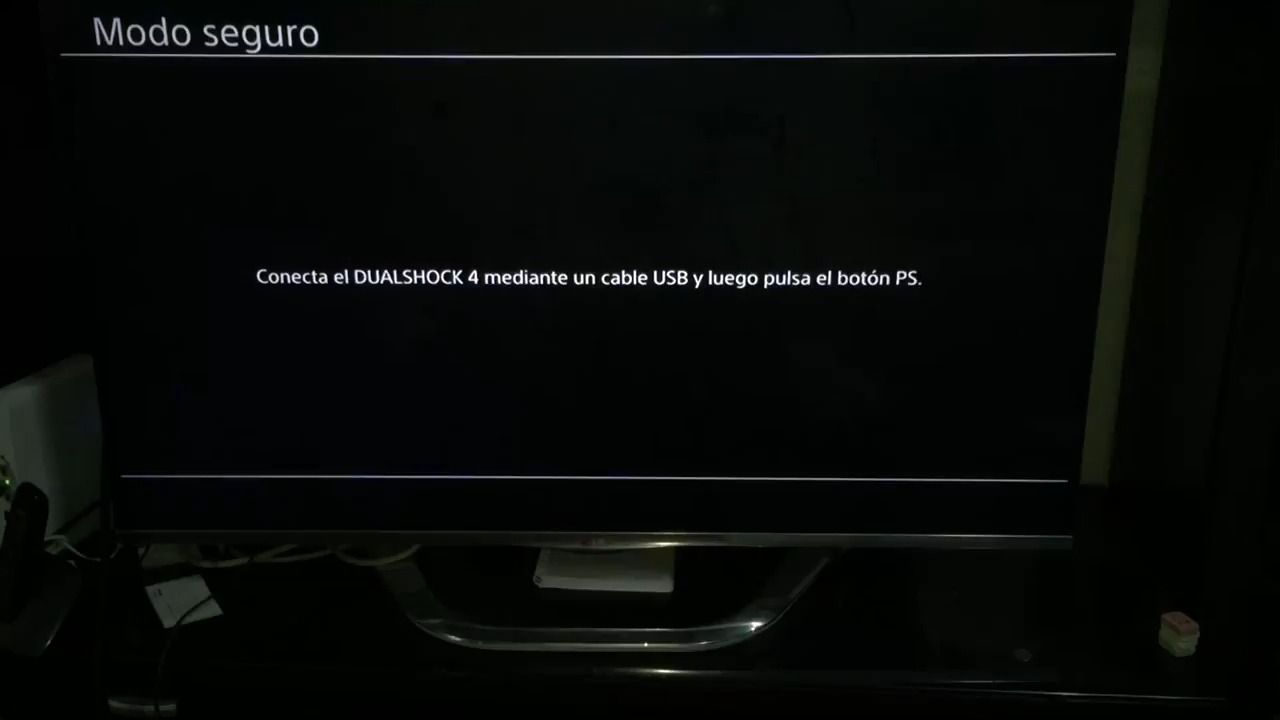 Modo seguro
Conecta el DUALSHOCK 4 mediante un cable USB y luego pulsa el botón PS.